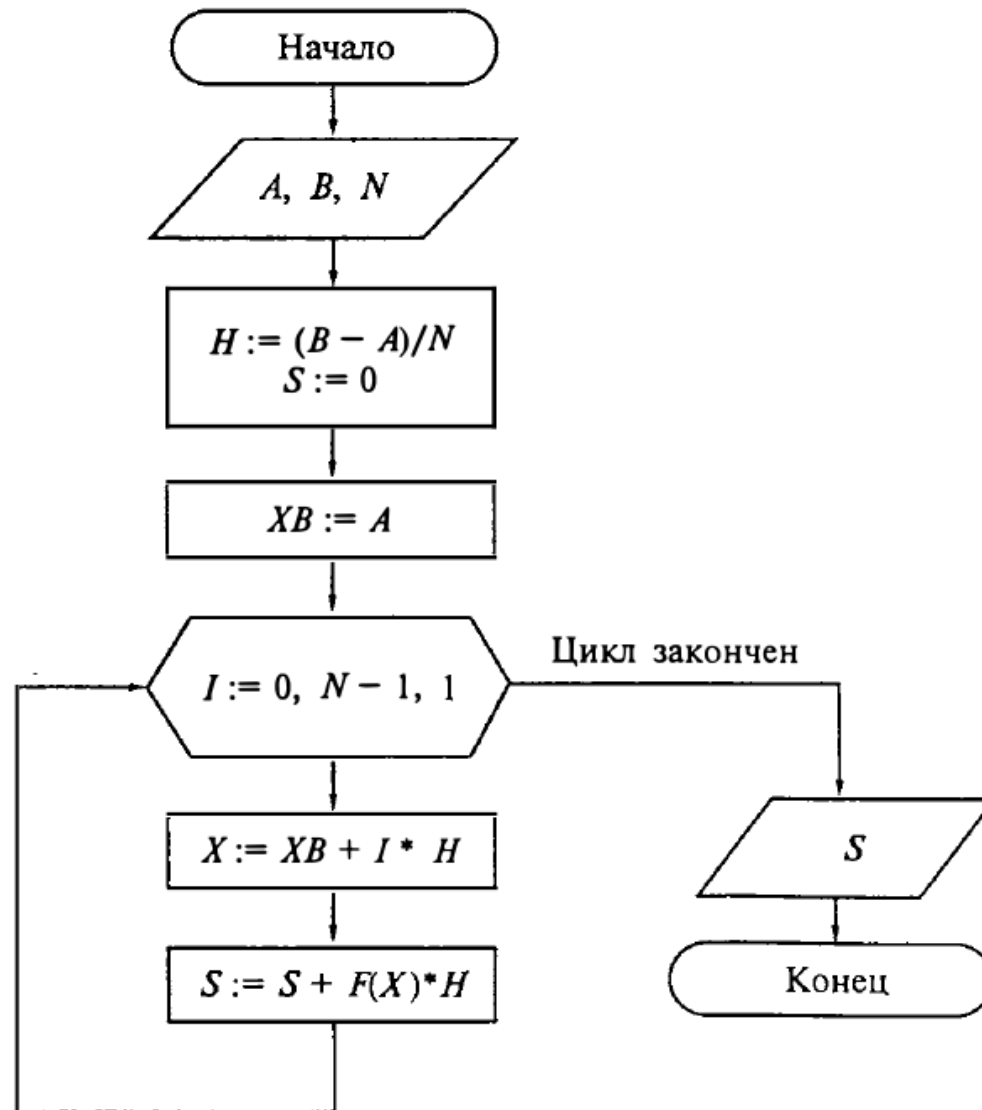 Начало
A, B, N
H := (B − A)/N
S := 0
XB := A
I := 0, N − 1, 1
Цикл закончен
X := XB + I * H
S := S + F(X)*H
S
Конец